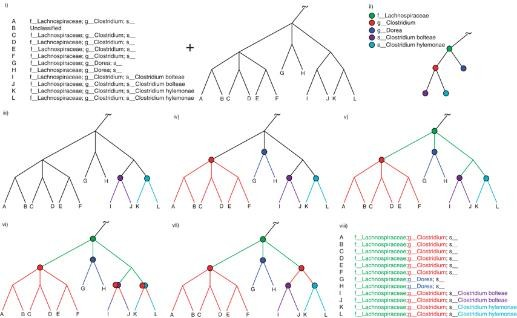 i)
A f__Lachnospiraceae; g__Clostridium; s__
B Unclassified
C f__Lachnospiraceae; g__Clostridium; s__
D f__Lachnospiraceae; g__Clostridium; s__
E f__Lachnospiraceae; g__Clostridium; s__
F f__Lachnospiraceae; g__Clostridium; s__
G f__Lachnospiraceae; g__Dorea; s__
H f__Lachnospiraceae; g__Dorea; s__
I f__Lachnospiraceae; g__Clostridium; s__Clostridium bolteae
J f__Lachnospiraceae; g__Clostridium; s__Clostridium bolteae
K f__Lachnospiraceae; g__Clostridium; s__Clostridium hylemonae
L f__Lachnospiraceae; g__Clostridium; s__Clostridium hylemonae
+
G H
A B C D E F I J K L
ii)
f__Lachnospiraceae
g__Clostridium
g__Dorea
s__Clostridium bolteae
s__Clostridium hylemonae
iii)
G H
A B C D E F I J K L
iv)
G H
A B C D E F I J K L
v)
G H
A B C D E F I J K L
vi)
G H
A B C D E F I J K L
vii)
G H
A B C D E F I J K L
viii)
A f__Lachnospiraceae;g__Clostridium; s__
B f__Lachnospiraceae;g__Clostridium; s__
C f__Lachnospiraceae;g__Clostridium; s__
D f__Lachnospiraceae;g__Clostridium; s__
E f__Lachnospiraceae;g__Clostridium; s__
F f__Lachnospiraceae;g__Clostridium; s__
G f__Lachnospiraceae;g__Dorea; s__
H f__Lachnospiraceae;g__Dorea; s__
I f__Lachnospiraceae;g__Clostridium; s__Clostridium bolteae
J f__Lachnospiraceae;g__Clostridium; s__Clostridium bolteae
K f__Lachnospiraceae;g__Clostridium; s__Clostridium hylemonae
L f__Lachnospiraceae;g__Clostridium; s__Clostridium hylemonae